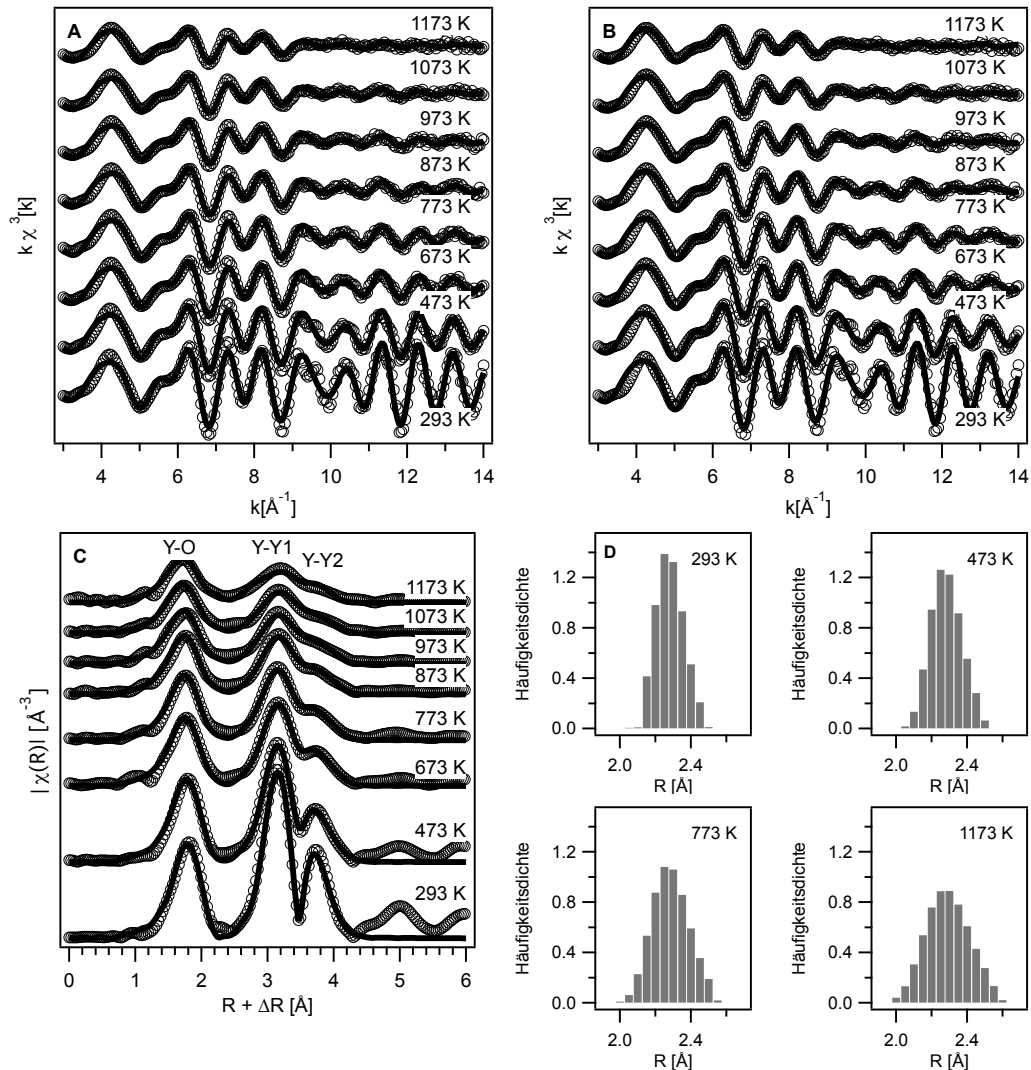 A
1173 K
1073 K
973 K
873 K
773 K
673 K
473 K
293 K
k χ³[k]
4 6 8 10 12 14
k[Å⁻¹]
B
1173 K
1073 K
973 K
873 K
773 K
673 K
473 K
293 K
k χ³[k]
4 6 8 10 12 14
k[Å⁻¹]
C
Y-O
Y-Y1
Y-Y2
1173 K
1073 K
973 K
873 K
773 K
673 K
473 K
293 K
| χ(R)| [Å⁻³]
0 1 2 3 4 5 6
R + ΔR [Å]
D
293 K
Häufigkeitsdichte
1.2
0.8
0.4
0.0
2.0 2.4
R [Å]
473 K
Häufigkeitsdichte
1.2
0.8
0.4
0.0
2.0 2.4
R [Å]
773 K
Häufigkeitsdichte
1.2
0.8
0.4
0.0
2.0 2.4
R [Å]
1173 K
Häufigkeitsdichte
1.2
0.8
0.4
0.0
2.0 2.4
R [Å]